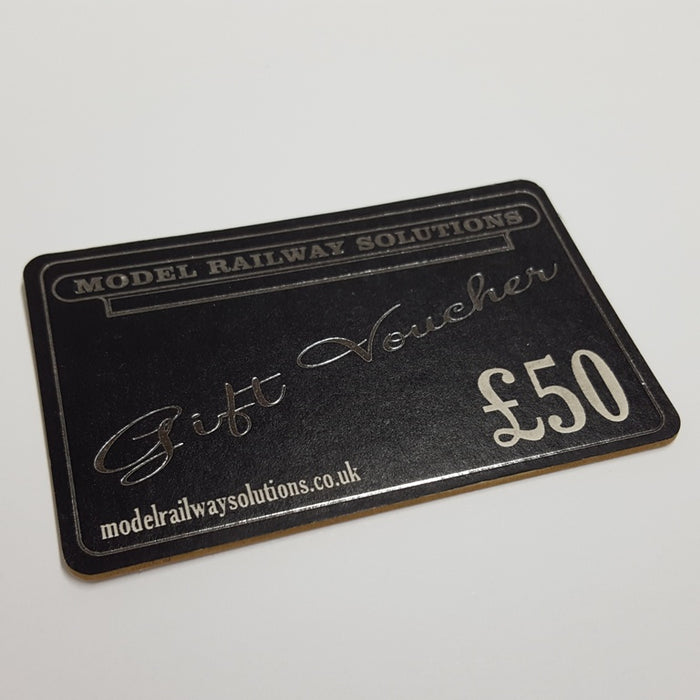 MODEL RAILWAY SOLUTIONS
Gift Voucher
£50
modelrailwaysolutions.co.uk